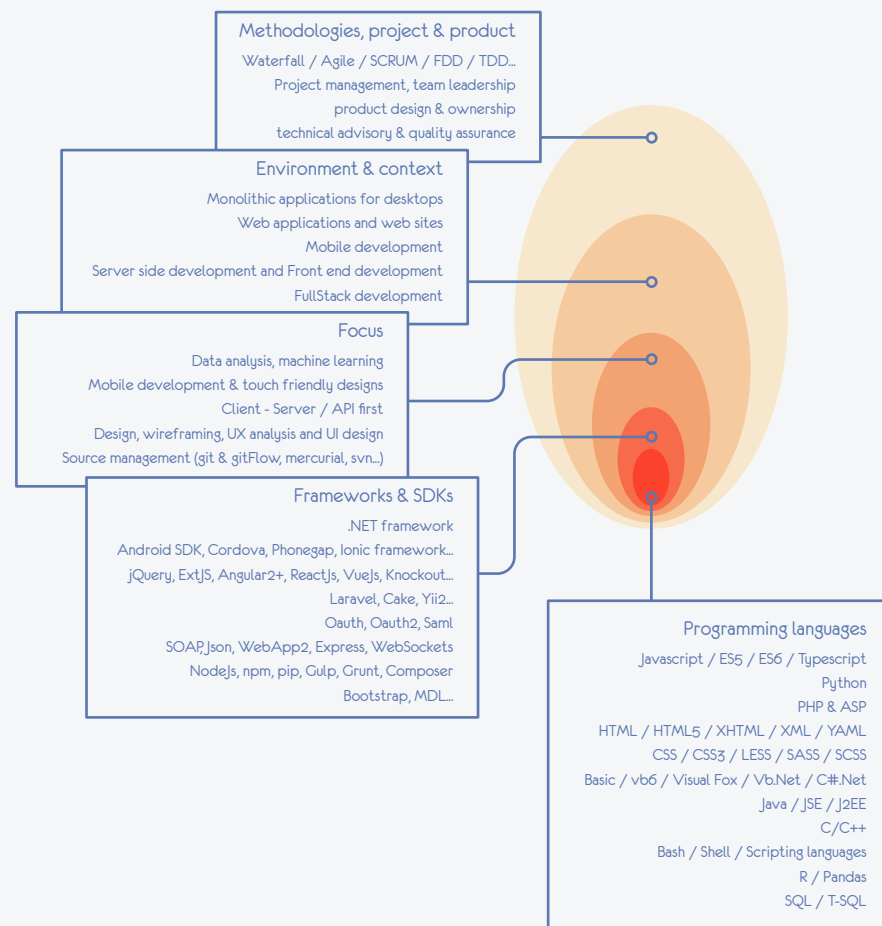 Methodologies, project & product
Waterfall / Agile / SCRUM / FDD / TDD...
Project management, team leadership
product design & ownership
technical advisory & quality assurance
Environment & context
Monolithic applications for desktops
Web applications and web sites
Mobile development
Server side development and Front end development
FullStack development
Focus
Data analysis, machine learning
Mobile development & touch friendly designs
Client - Server / API first
Design, wireframing, UX analysis and UI design
Source management (git & gitFlow, mercurial, svn...)
Frameworks & SDKs
.NET framework
Android SDK, Cordova, Phonegap, Ionic framework...
jQuery, ExtJS, Angular2+, ReactJs, VueJs, Knockout...
Laravel, Cake, Yii2...
Oauth, Oauth2, Saml
SOAP,Json, WebApp2, Express, WebSockets
NodeJs, npm, pip, Gulp, Grunt, Composer
Bootstrap, MDL...
Programming languages
Javascript / ES5 / ES6 / Typescript
Python
PHP & ASP
HTML / HTML5 / XHTML / XML / YAML
CSS / CSS3 / LESS / SASS / SCSS
Basic / vb6 / Visual Fox / Vb.Net / C#.Net
Java / JSE / J2EE
C/C++
Bash / Shell / Scripting languages
R / Pandas
SQL / T-SQL